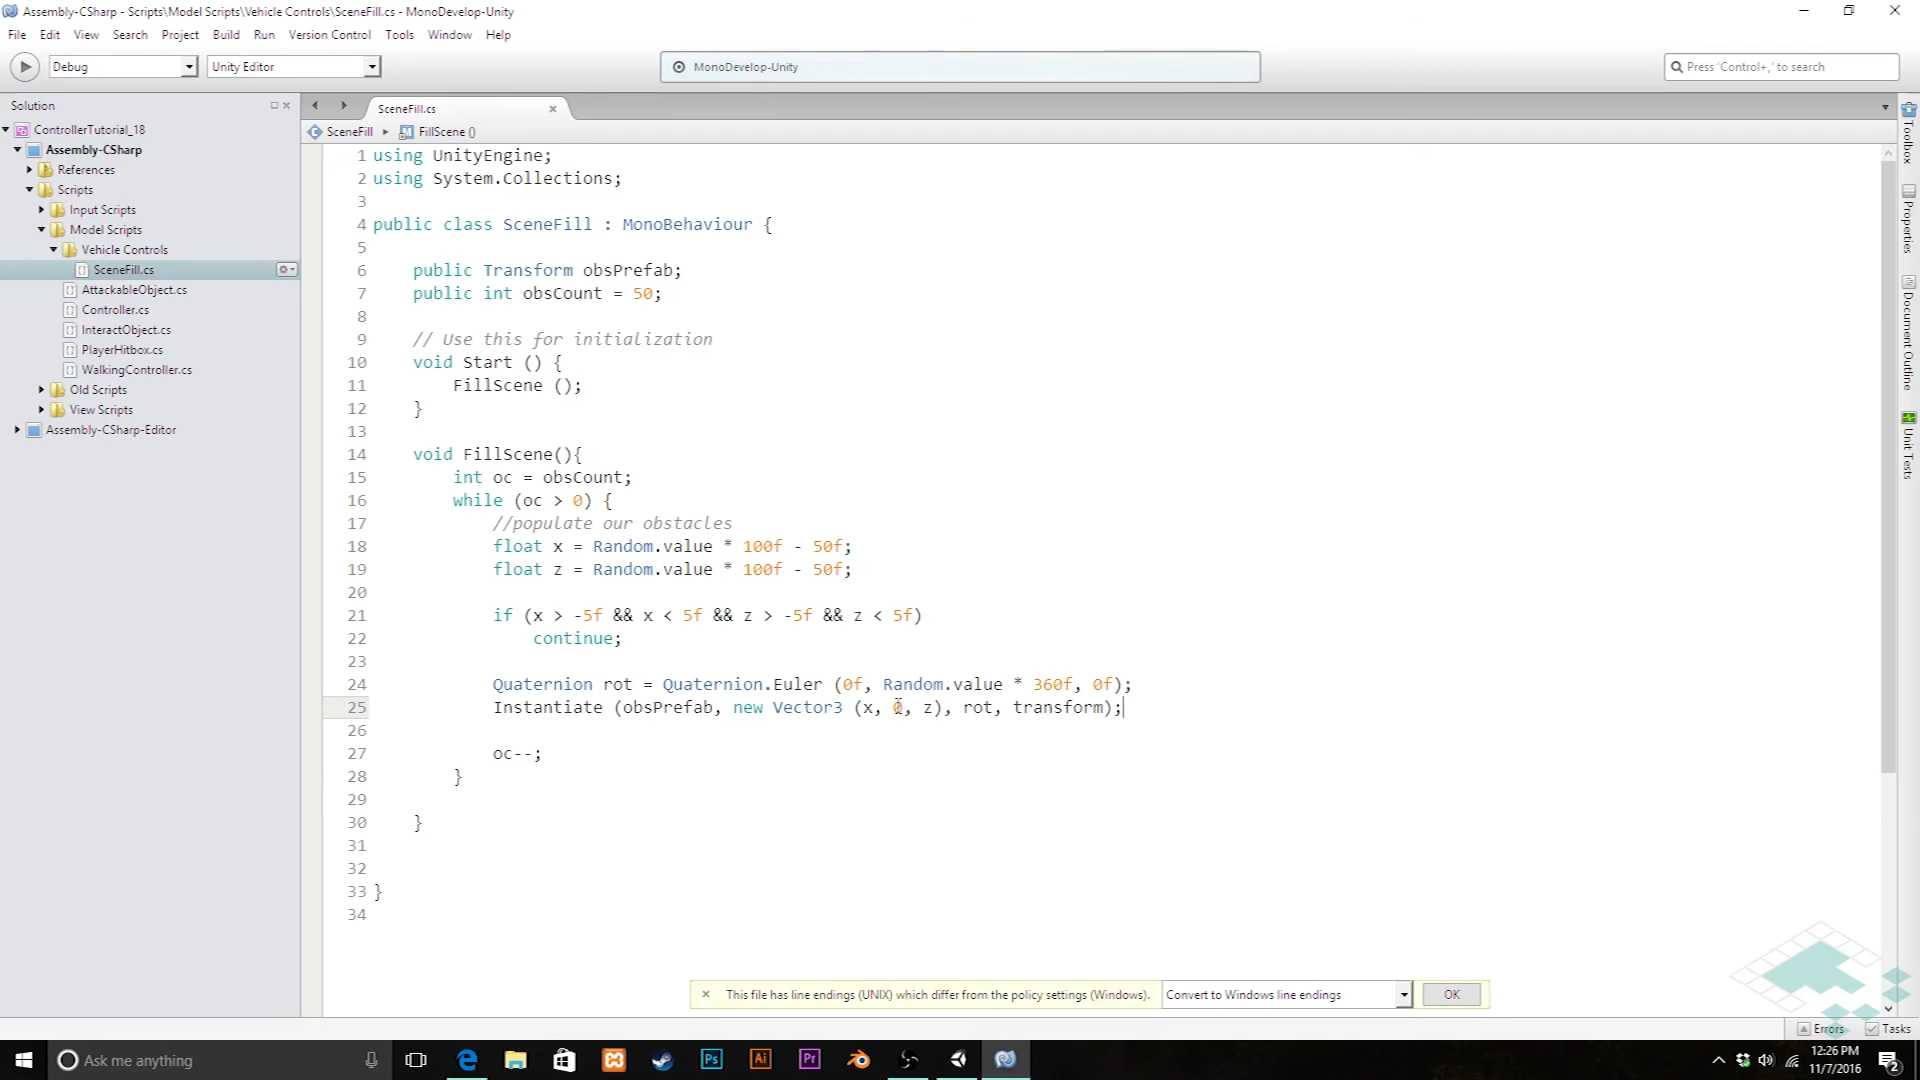 Assembly-CSharp - Scripts\Model Scripts\Vehicle Controls\SceneFill.cs - MonoDevelop-Unity
File Edit View Search Project Build Run Version Control Tools Window Help
Debug
Unity Editor
MonoDevelop-Unity
Press 'Control+,' to search
Solution
ControllerTutorial_18
Assembly-CSharp
References
Scripts
Input Scripts
Model Scripts
Vehicle Controls
SceneFill.cs
AttackableObject.cs
Controller.cs
InteractObject.cs
PlayerHitbox.cs
WalkingController.cs
Old Scripts
View Scripts
Assembly-CSharp-Editor
SceneFill.cs
SceneFill FillScene ()
1 using UnityEngine;
2 using System.Collections;
3
4 public class SceneFill : MonoBehaviour {
5
6 public Transform obsPrefab;
7 public int obsCount = 50;
8
9 // Use this for initialization
10 void Start () {
11 FillScene ();
12 }
13
14 void FillScene(){
15 int oc = obsCount;
16 while (oc > 0) {
17 //populate our obstacles
18 float x = Random.value * 100f - 50f;
19 float z = Random.value * 100f - 50f;
20
21 if (x > -5f && x < 5f && z > -5f && z < 5f)
22 continue;
23
24 Quaternion rot = Quaternion.Euler (0f, Random.value * 360f, 0f);
25 Instantiate (obsPrefab, new Vector3 (x, 0, z), rot, transform);
26
27 oc--;
28 }
29
30 }
31
32
33 }
34
Toolbox
Properties
Document Outline
Unit Tests
This file has line endings (UNIX) which differ from the policy settings (Windows).
Convert to Windows line endings
OK
Errors
Tasks
Ask me anything
Ps
Ai
Pr
12:26 PM
11/7/2016
2